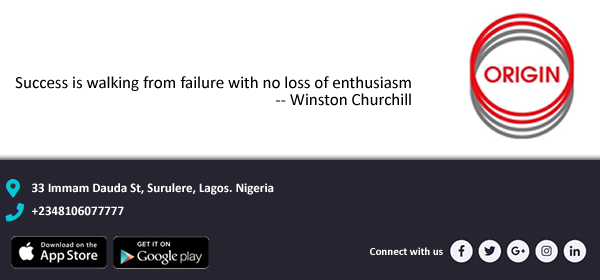 Success is walking from failure with no loss of enthusiasm
-- Winston Churchill
ORIGIN
33 Immam Dauda St, Surulere, Lagos. Nigeria
+2348106077777
Download on the
App Store
GET IT ON
Google play
Connect with us
f
G+
in